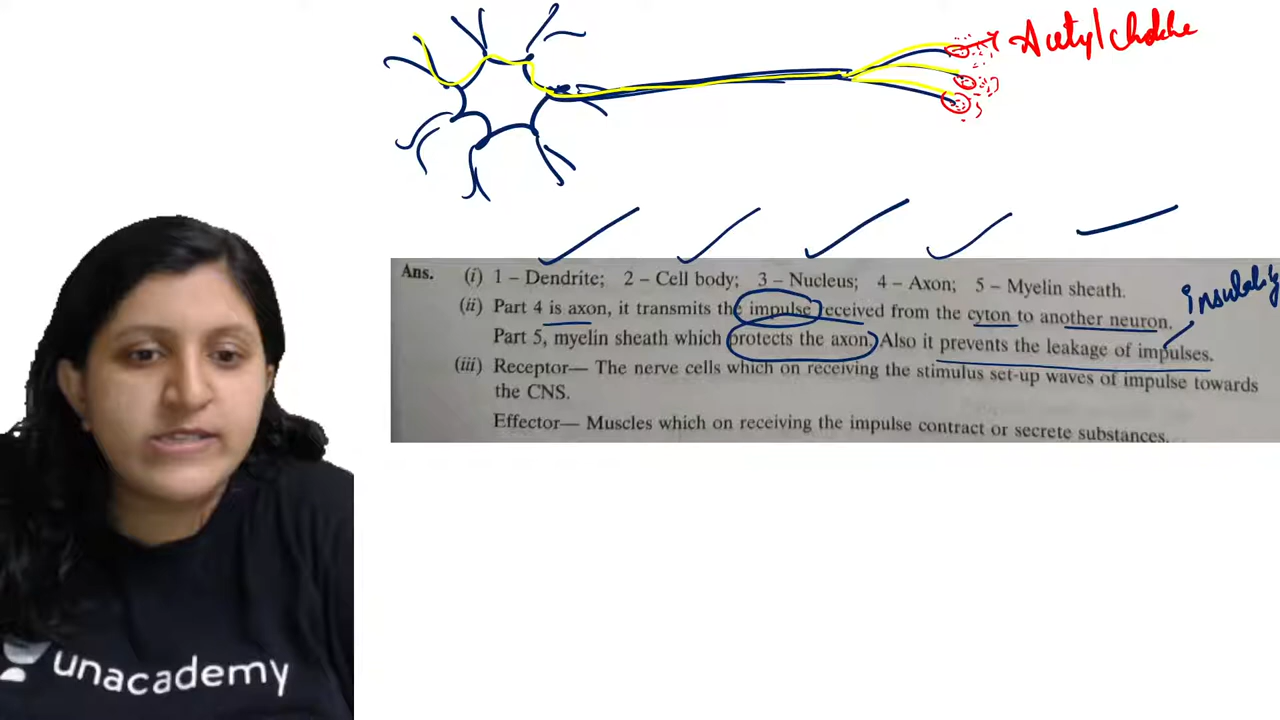 Acetylcholine
Ans. (i) 1 – Dendrite; 2 – Cell body; 3 – Nucleus; 4 – Axon; 5 – Myelin sheath.
(ii) Part 4 is axon, it transmits the impulse received from the cyton to another neuron.
Part 5, myelin sheath which protects the axon. Also it prevents the leakage of impulses.
(iii) Receptor— The nerve cells which on receiving the stimulus set-up waves of impulse towards
the CNS.
Effector— Muscles which on receiving the impulse contract or secrete substances.
unacademy